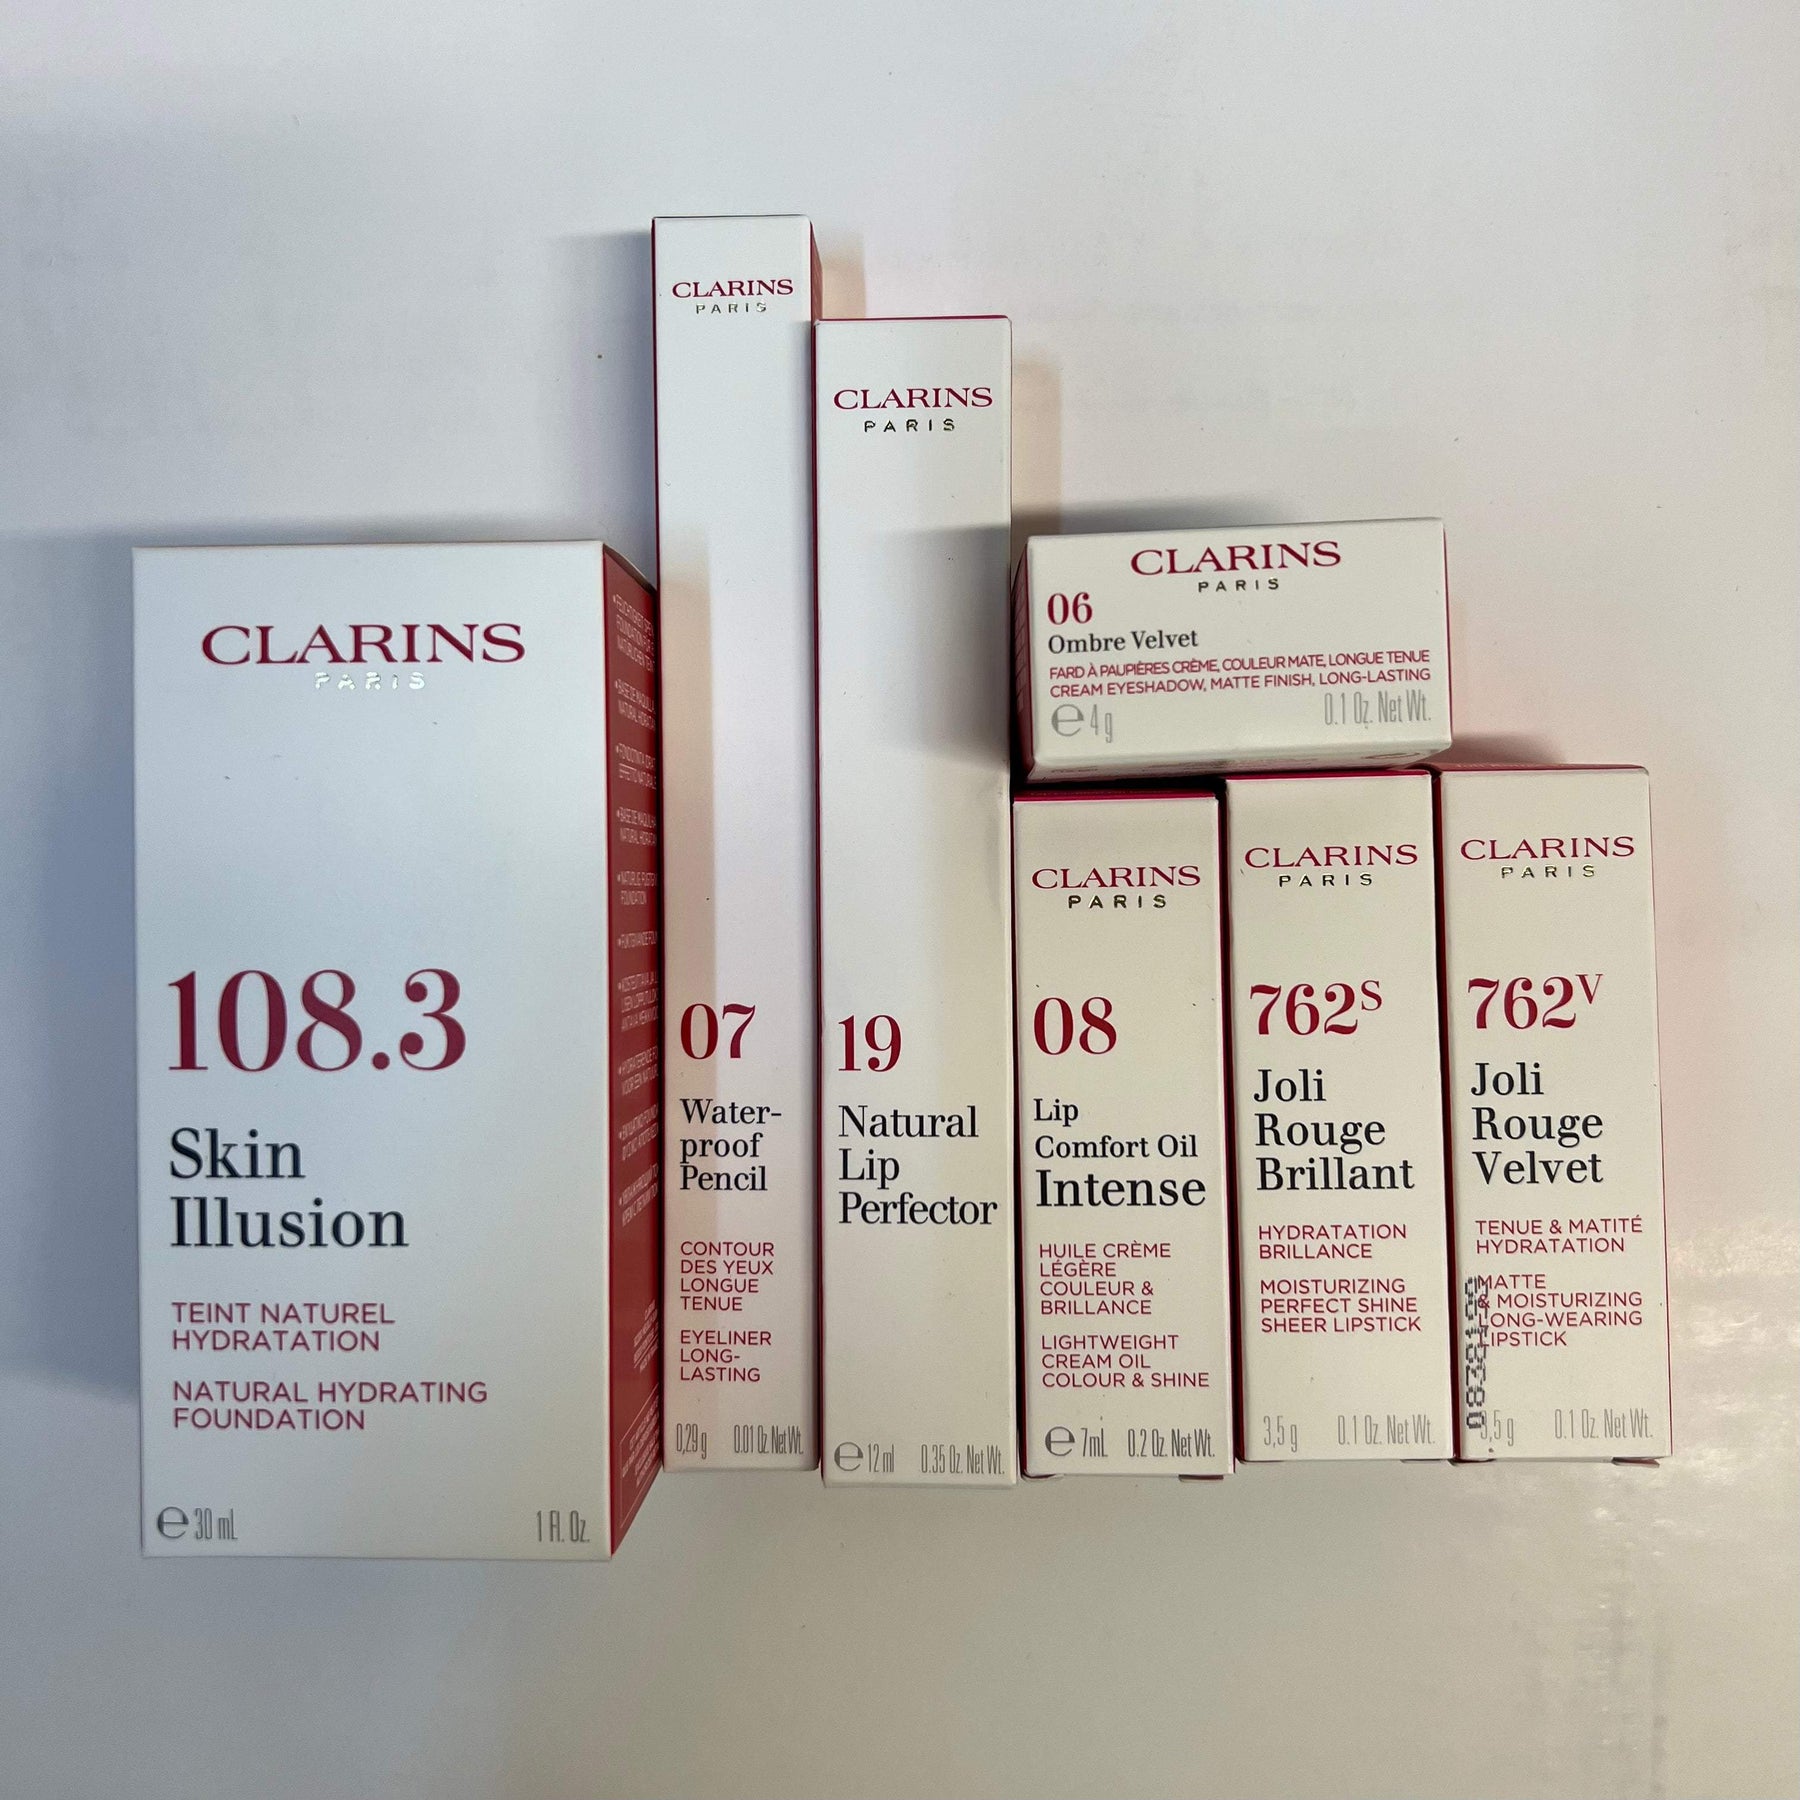 CLARINS
PARIS
108.3
Skin
Illusion
TEINT NATUREL
HYDRATATION
NATURAL HYDRATING
FOUNDATION
e 30 mL 1 Fl. Oz.
CLARINS
PARIS
07
Water-
proof
Pencil
CONTOUR
DES YEUX
LONGUE
TENUE
EYELINER
LONG-
LASTING
0,29 g 0.01 Oz. Net Wt.
CLARINS
PARIS
19
Natural
Lip
Perfector
e 12 ml 0.35 Oz. Net Wt.
CLARINS
PARIS
06
Ombre Velvet
FARD À PAUPIÈRES CRÈME, COULEUR MATE, LONGUE TENUE
CREAM EYESHADOW, MATTE FINISH, LONG-LASTING
e 4 g 0.1 Oz. Net Wt.
CLARINS
PARIS
08
Lip
Comfort Oil
Intense
HUILE CRÈME
LÉGÈRE
COULEUR &
BRILLANCE
LIGHTWEIGHT
CREAM OIL
COLOUR & SHINE
e 7mL 0.2 Oz. Net Wt.
CLARINS
PARIS
762S
Joli
Rouge
Brillant
HYDRATATION
BRILLANCE
MOISTURIZING
PERFECT SHINE
SHEER LIPSTICK
3,5 g 0.1 Oz. Net Wt.
CLARINS
PARIS
762V
Joli
Rouge
Velvet
TENUE & MATITÉ
HYDRATATION
MATTE
& MOISTURIZING
LONG-WEARING
LIPSTICK
3,5 g 0.1 Oz. Net Wt.